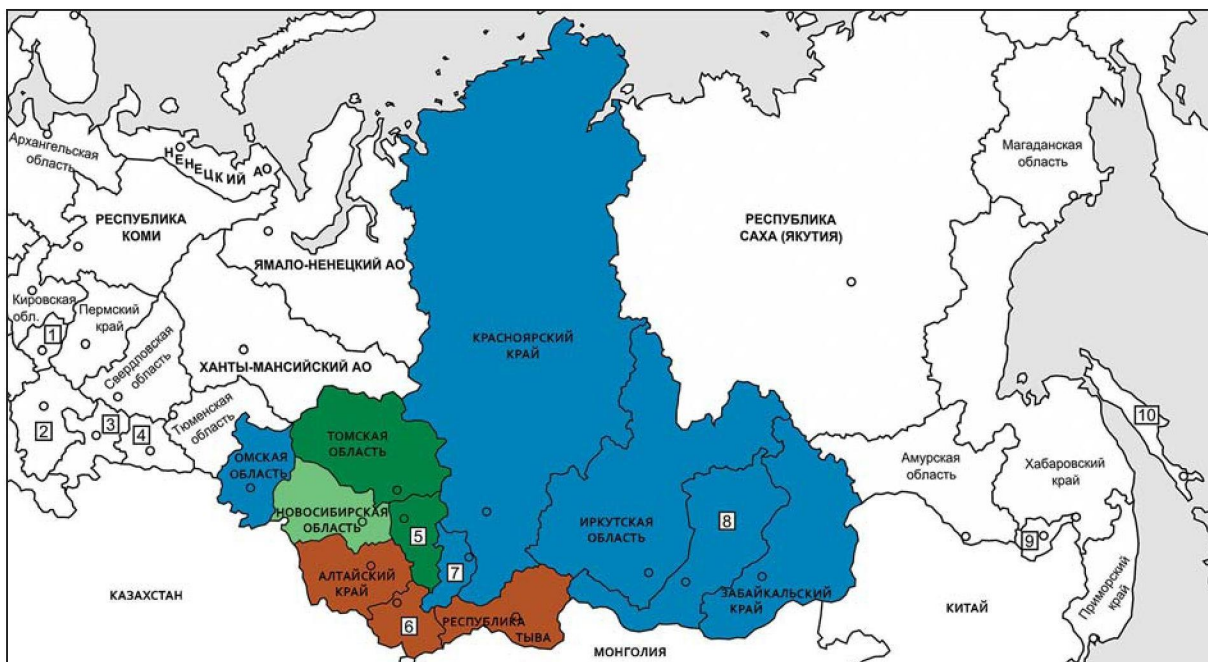 Архангельская
область
НЕНЕЦКИЙ АО
РЕСПУБЛИКА
КОМИ
ЯМАЛО-НЕНЕЦКИЙ АО
Кировская
обл.
Пермский
край
1
Свердловская
область
ХАНТЫ-МАНСИЙСКИЙ АО
2
3
4
Тюменская
область
ОМСКАЯ
ОБЛАСТЬ
ТОМСКАЯ
ОБЛАСТЬ
НОВОСИБИРСКАЯ
ОБЛАСТЬ
5
АЛТАЙСКИЙ
КРАЙ
6
7
КРАСНОЯРСКИЙ
КРАЙ
РЕСПУБЛИКА
ТЫВА
ИРКУТСКАЯ
ОБЛАСТЬ
8
ЗАБАЙКАЛЬСКИЙ
КРАЙ
РЕСПУБЛИКА
САХА (ЯКУТИЯ)
Магаданская
область
Амурская
область
Хабаровский
край
9
10
Приморский
край
КАЗАХСТАН
МОНГОЛИЯ
КИТАЙ